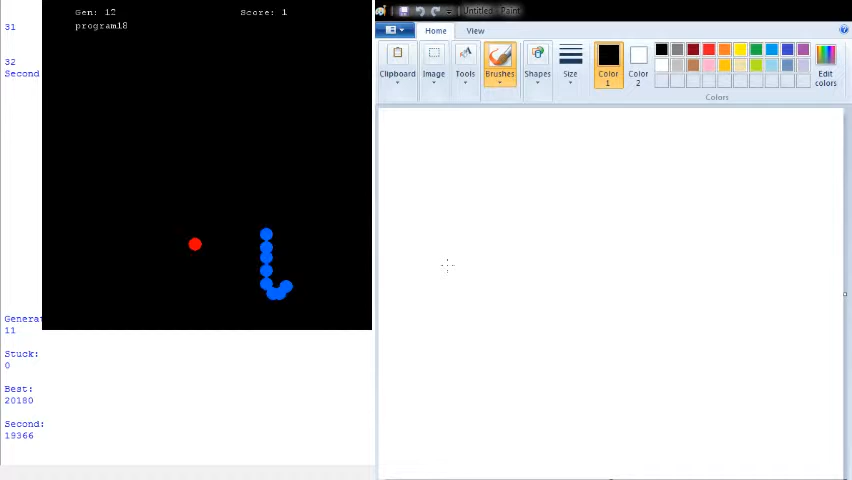 31
32
Second
Gen: 12
Score: 1
program18
Stuck:
0
11
Best:
20180
Second:
19366
Untitled - Paint
Home
View
Clipboard
Image
Tools
Brushes
Shapes
Size
Color
1
Color
2
Edit
colors
Colors